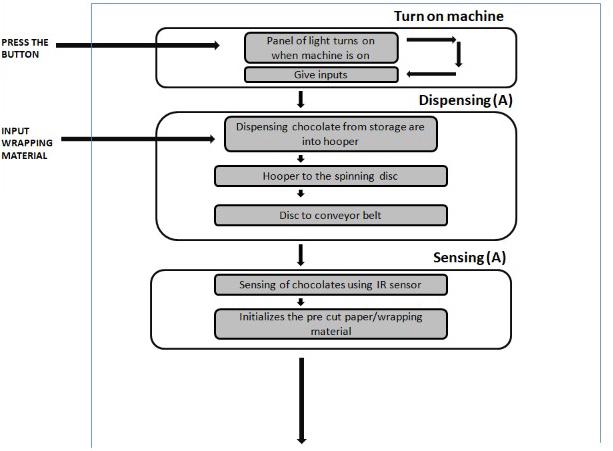 Turn on machine
PRESS THE
BUTTON
Panel of light turns on
when machine is on
Give inputs
Dispensing (A)
INPUT
WRAPPING
MATERIAL
Dispensing chocolate from storage are
into hooper
Hooper to the spinning disc
Disc to conveyor belt
Sensing (A)
Sensing of chocolates using IR sensor
Initializes the pre cut paper/wrapping
material